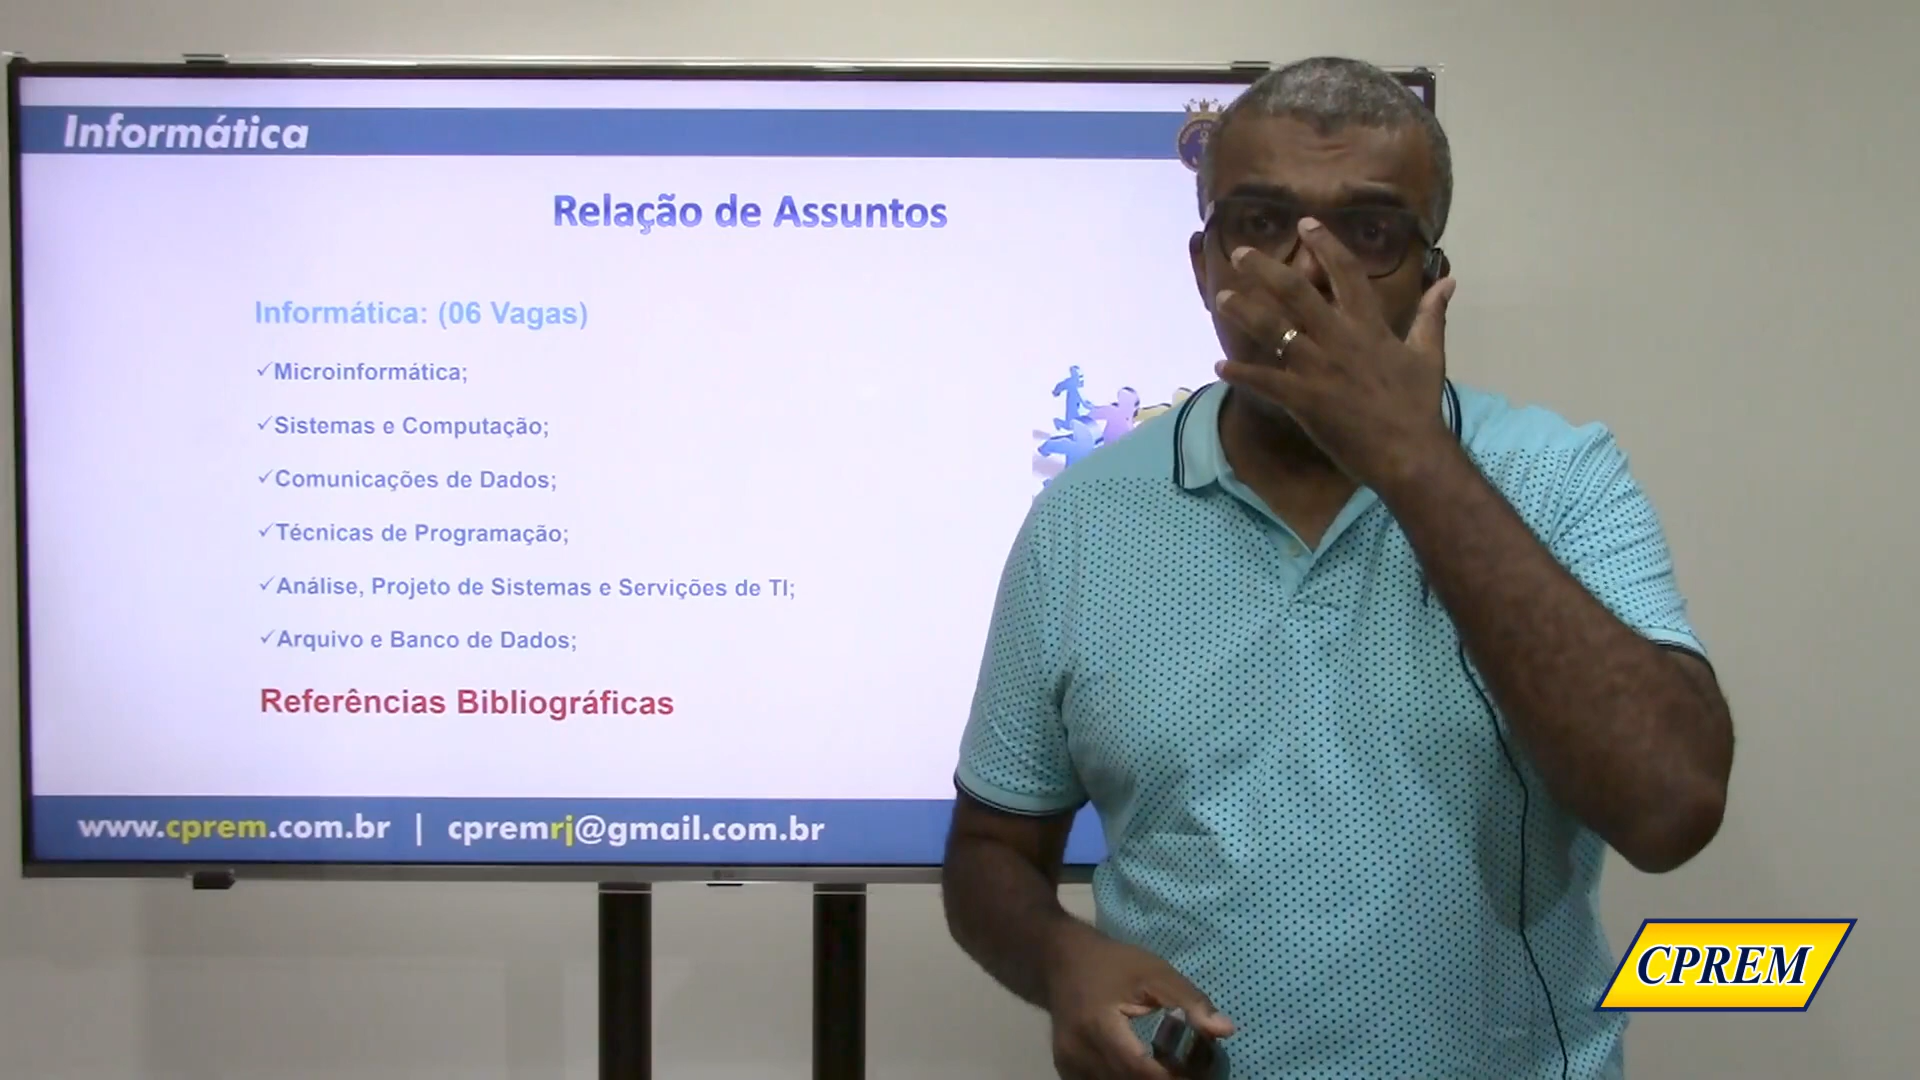 Informática
Relação de Assuntos
Informática: (06 Vagas)
Microinformática;
Sistemas e Computação;
Comunicações de Dados;
Técnicas de Programação;
Análise, Projeto de Sistemas e Servições de TI;
Arquivo e Banco de Dados;
Referências Bibliográficas
www.cprem.com.br | cpremrj@gmail.com.br
CPREM